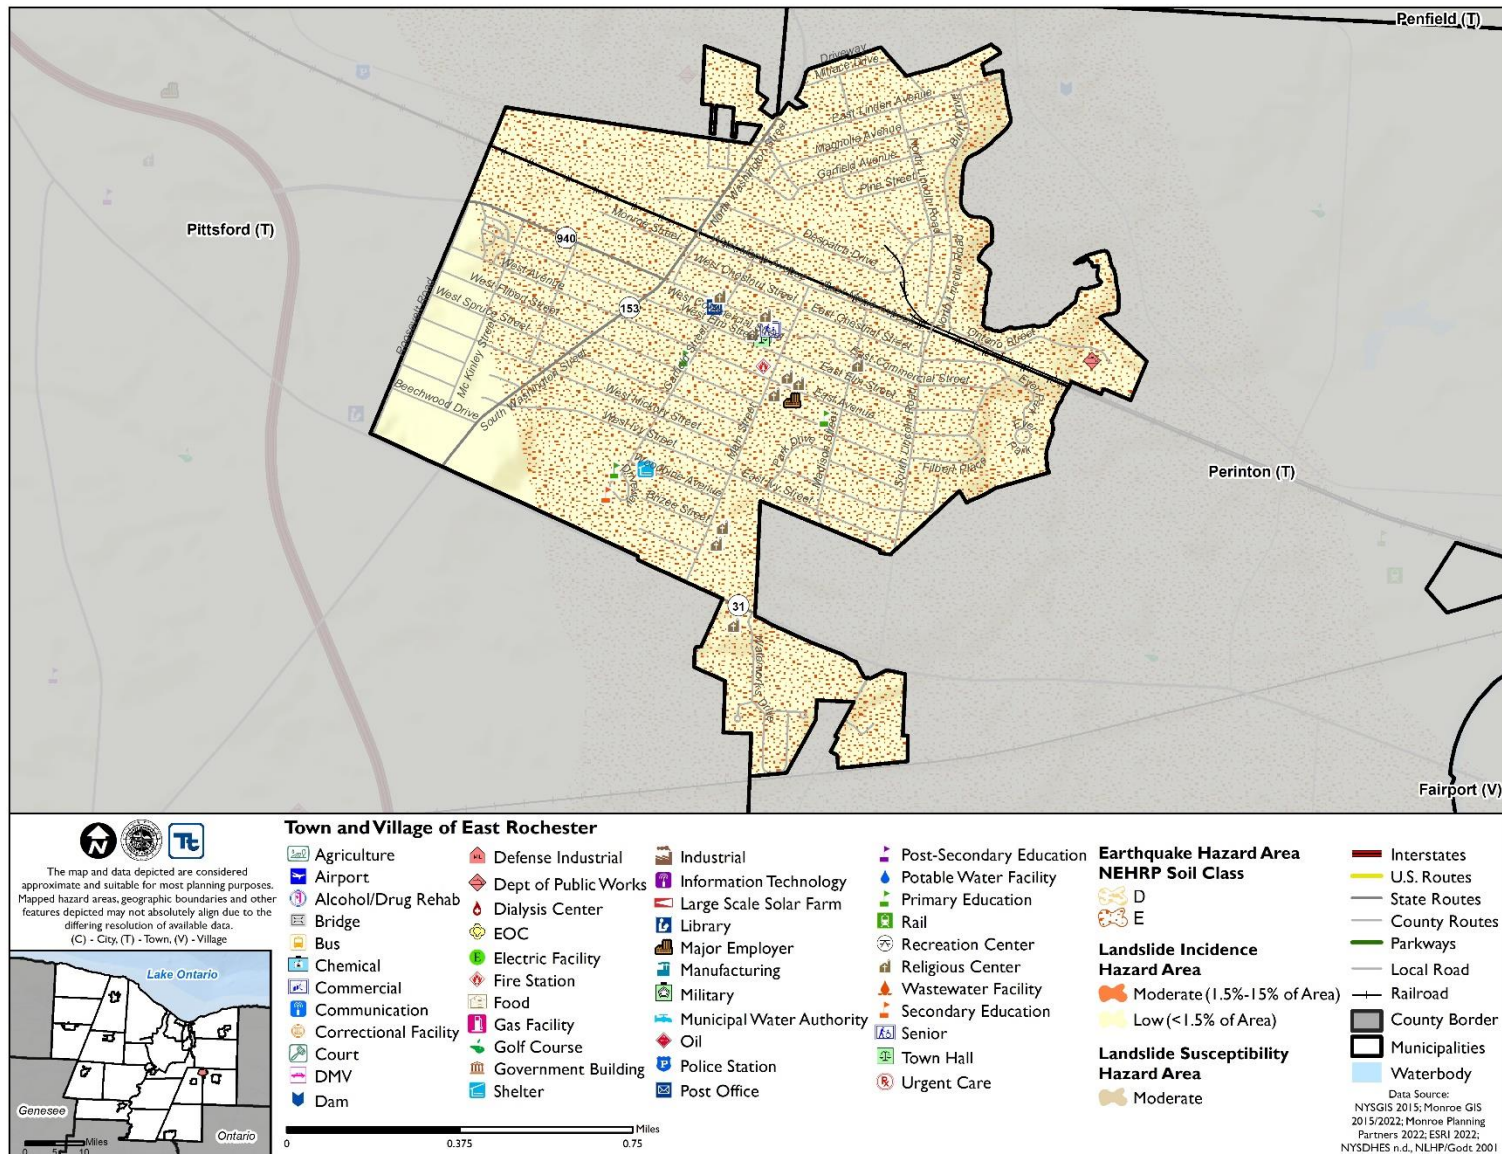 Penfield (T)
Driveway
Mitrace Drive
East Linden Avenue
Magnolia Avenue
Garfield Avenue
Pine Street
North Lincoln Road
North Washington Street
Pittsford (T)
Monroe Street
Despatch Drive
940
West Avenue
West Filbert Street
West Spruce Street
Roosevelt Road
Mc Kinley Street
Beechwood Drive
153
South Washington Street
West Chestnut Street
West Elm Street
East Chestnut Street
East Commercial Street
East Elm Street
East Avenue
Ontario Street
West Hickory Street
West Ivy Street
Main Street
Park Drive
Madison Street
South Lincoln Road
Filbert Place
East Ivy Street
Woodbine Avenue
Brizee Street
Perinton (T)
31
Fairport (V)
N
Tt
The map and data depicted are considered
approximate and suitable for most planning purposes.
Mapped hazard areas, geographic boundaries and other
features depicted may not absolutely align due to the
differing resolution of available data.
(C) - City, (T) - Town, (V) - Village
Lake Ontario
Genesee
Ontario
Miles
0 5 10
Town and Village of East Rochester
Agriculture
Airport
Alcohol/Drug Rehab
Bridge
Bus
Chemical
Commercial
Communication
Correctional Facility
Court
DMV
Dam
Defense Industrial
Dept of Public Works
Dialysis Center
EOC
Electric Facility
Fire Station
Food
Gas Facility
Golf Course
Government Building
Shelter
Industrial
Information Technology
Large Scale Solar Farm
Library
Major Employer
Manufacturing
Military
Municipal Water Authority
Oil
Police Station
Post Office
Post-Secondary Education
Potable Water Facility
Primary Education
Rail
Recreation Center
Religious Center
Wastewater Facility
Secondary Education
Senior
Town Hall
Urgent Care
Miles
0 0.375 0.75
Earthquake Hazard Area
NEHRP Soil Class
D
E
Landslide Incidence
Hazard Area
Moderate (1.5%-15% of Area)
Low (<1.5% of Area)
Landslide Susceptibility
Hazard Area
Moderate
Interstates
U.S. Routes
State Routes
County Routes
Parkways
Local Road
Railroad
County Border
Municipalities
Waterbody
Data Source:
NYSGIS 2015; Monroe GIS
2015/2022; Monroe Planning
Partners 2022; ESRI 2022;
NYSDHES n.d., NLHP/Godt 2001